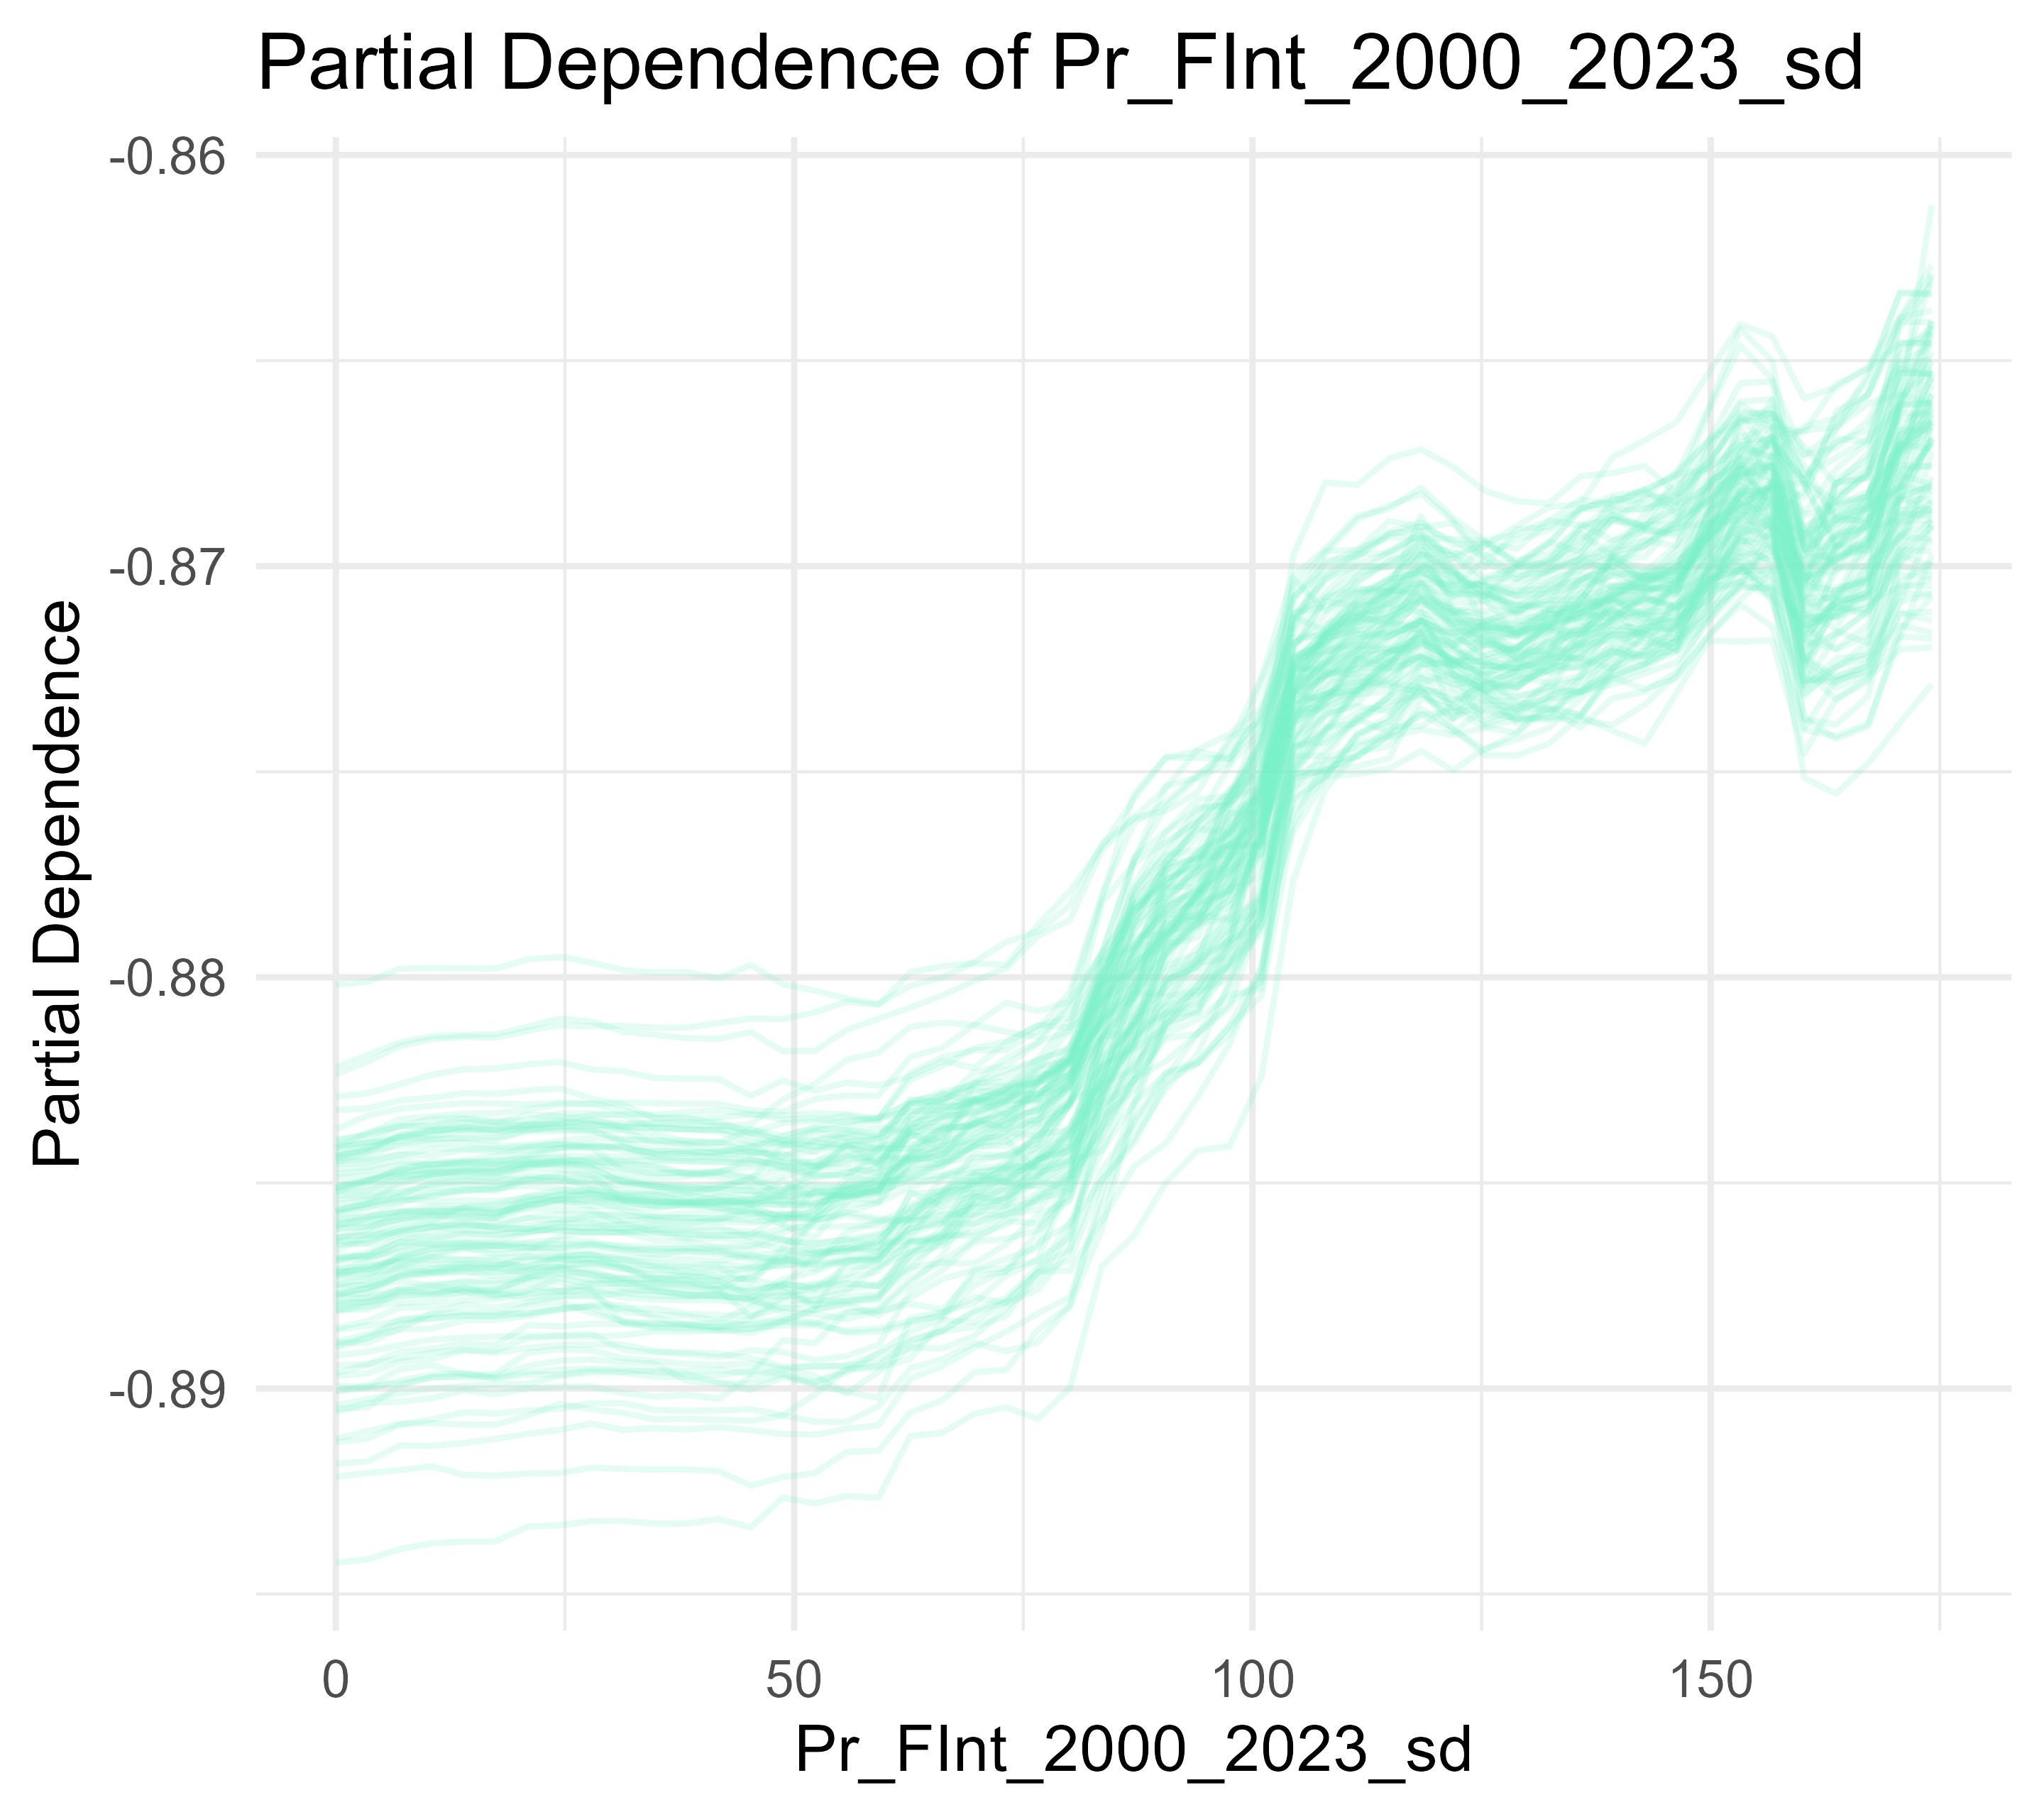 Partial Dependence of Pr_FInt_2000_2023_sd
-0.86
-0.87
-0.88
-0.89
Partial Dependence
0 50 100 150
Pr_FInt_2000_2023_sd